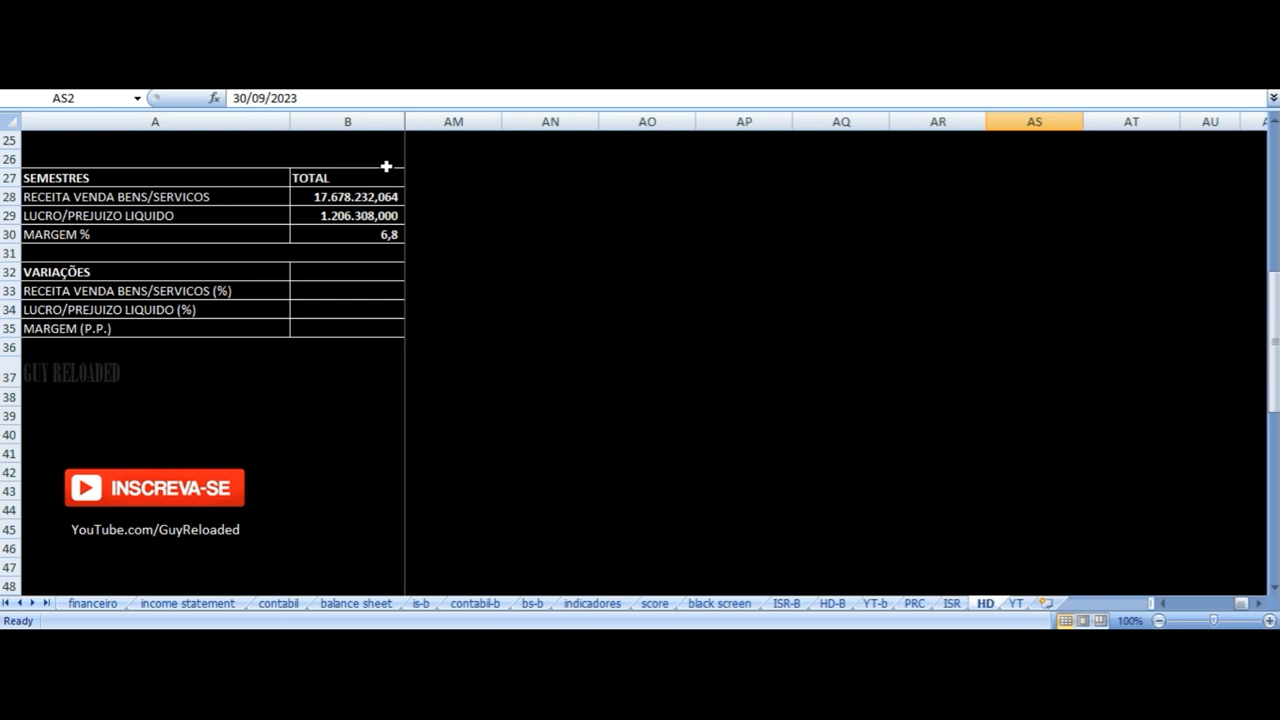 AS2 fx 30/09/2023
A B AM AN AO AP AQ AR AS AT AU
25
26
27 SEMESTRES TOTAL
28 RECEITA VENDA BENS/SERVICOS 17.678.232,064
29 LUCRO/PREJUIZO LIQUIDO 1.206.308,000
30 MARGEM % 6,8
31
32 VARIAÇÕES
33 RECEITA VENDA BENS/SERVICOS (%)
34 LUCRO/PREJUIZO LIQUIDO (%)
35 MARGEM (P.P.)
36
37 GUY RELOADED
38
39
40
41
42
43 INSCREVA-SE
44
45 YouTube.com/GuyReloaded
46
47
48
financeiro income statement contabil balance sheet is-b contabil-b bs-b indicadores score black screen ISR-B HD-B YT-b PRC ISR HD YT
Ready 100%